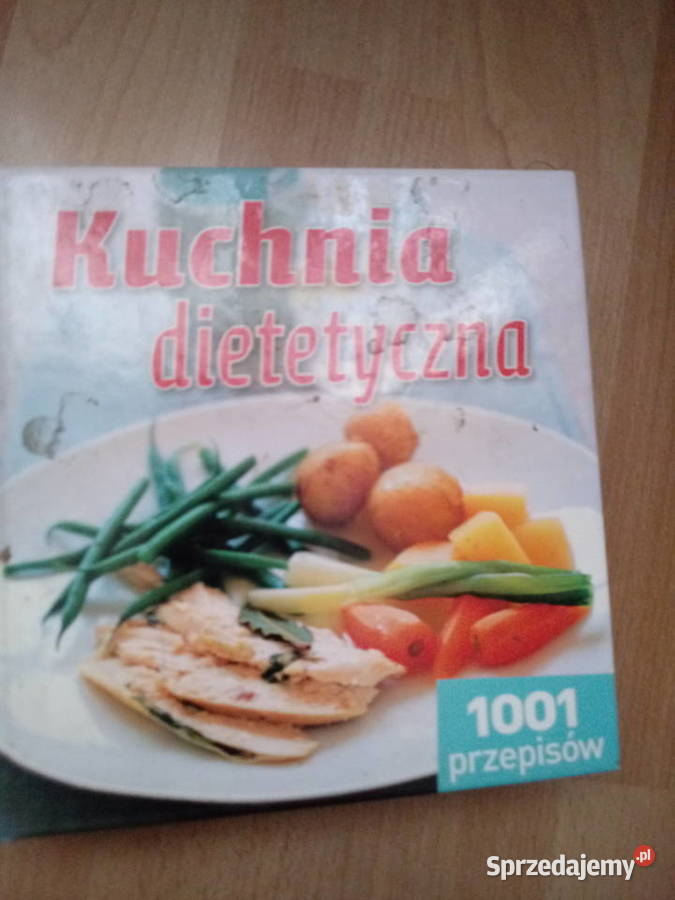 Kuchnia
dietetyczna
1001
przepisów
Sprzedajemy.pl